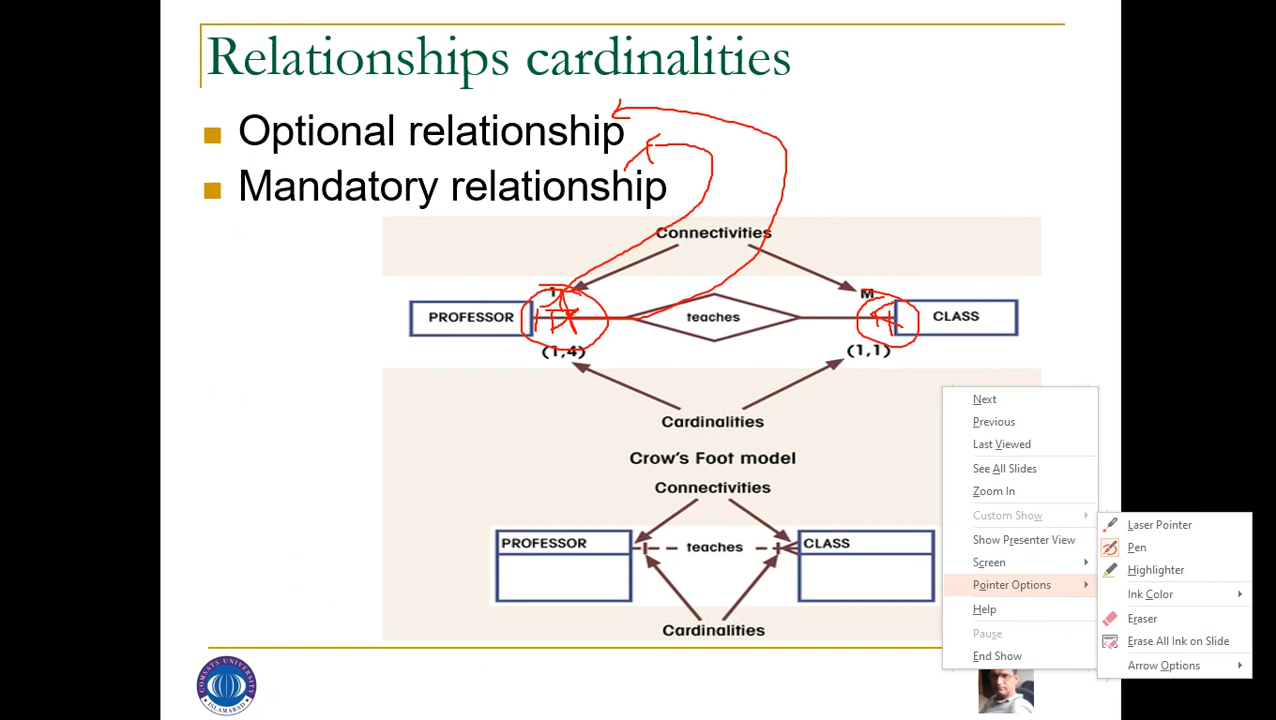 Relationships cardinalities
Optional relationship
Mandatory relationship
Connectivities
1 M
PROFESSOR teaches CLASS
(1,4) (1,1)
Cardinalities
Crow's Foot model
Connectivities
PROFESSOR teaches CLASS
Cardinalities
Next
Previous
Last Viewed
See All Slides
Zoom In
Custom Show
Show Presenter View
Screen
Pointer Options
Help
Pause
End Show
Laser Pointer
Pen
Highlighter
Ink Color
Eraser
Erase All Ink on Slide
Arrow Options
COMSATS UNIVERSITY
ISLAMABAD